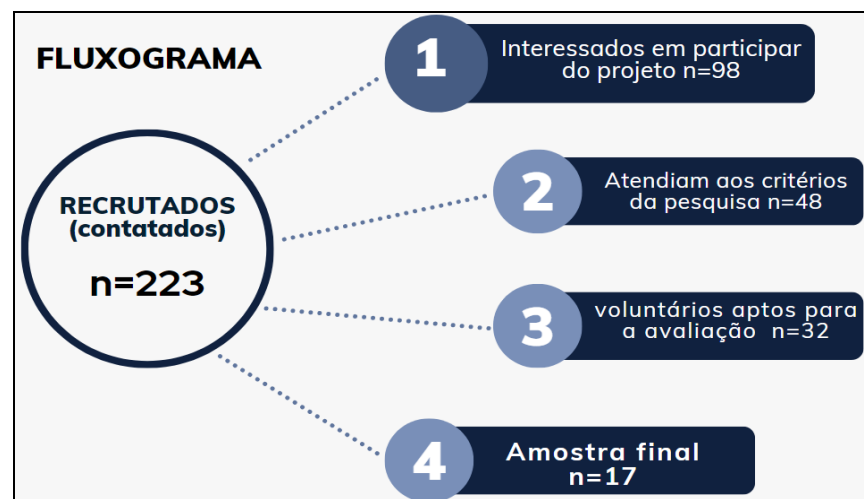 FLUXOGRAMA
RECRUTADOS
(contatados)
n=223
1
Interessados em participar
do projeto n=98
2
Atendiam aos critérios
da pesquisa n=48
3
voluntários aptos para
a avaliação n=32
4
Amostra final
n=17